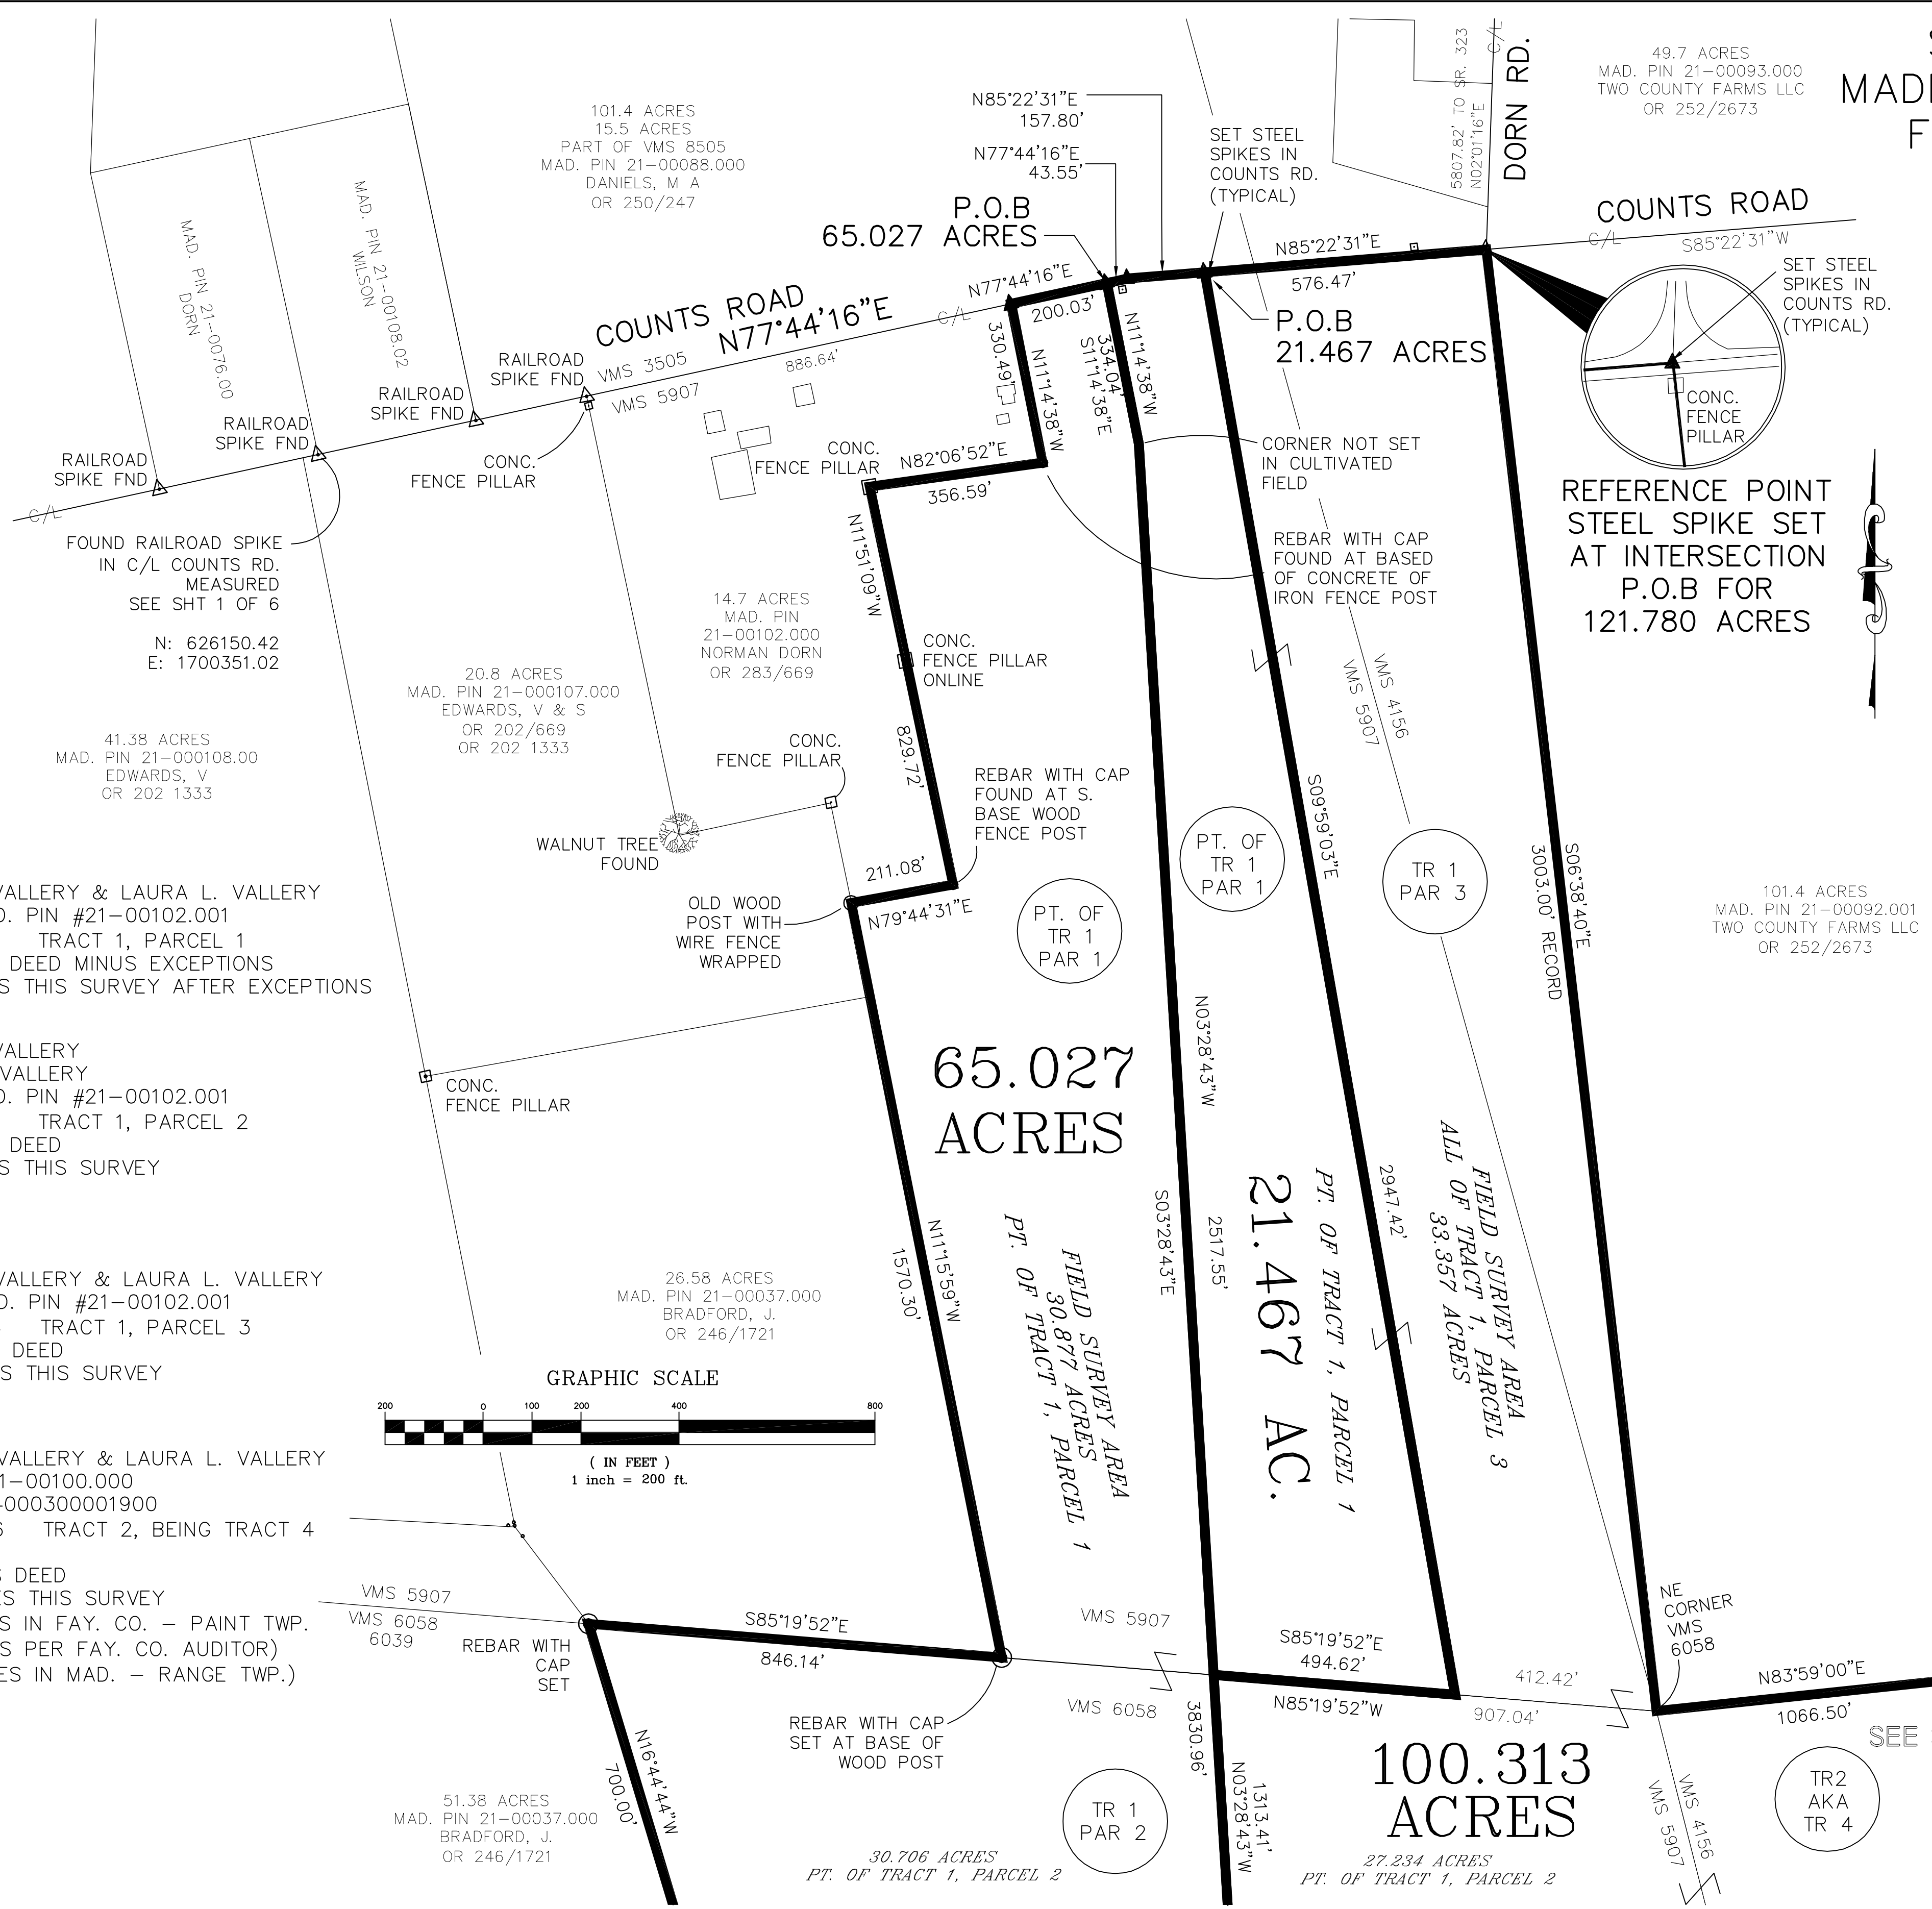 101.4 ACRES
15.5 ACRES
PART OF VMS 8505
MAD. PIN 21-00088.000
DANIELS, M A
OR 250/247
MAD. PIN 21-0076.00
DORN
MAD. PIN 21-00108.02
WILSON
N85°22'31"E
157.80'
N77°44'16"E
43.55'
P.O.B
65.027 ACRES
SET STEEL
SPIKES IN
COUNTS RD.
(TYPICAL)
5807.82' TO SR. 323
N02°01'16"E
C/L
DORN RD.
49.7 ACRES
MAD. PIN 21-00093.000
TWO COUNTY FARMS LLC
OR 252/2673
MADI
F
COUNTS ROAD
C/L
S85°22'31"W
N85°22'31"E
576.47'
P.O.B
21.467 ACRES
SET STEEL
SPIKES IN
COUNTS RD.
(TYPICAL)
CONC.
FENCE
PILLAR
REFERENCE POINT
STEEL SPIKE SET
AT INTERSECTION
P.O.B FOR
121.780 ACRES
COUNTS ROAD
N77°44'16"E
C/L
N77°44'16"E
200.03'
VMS 3505
VMS 5907
886.64'
RAILROAD
SPIKE FND
RAILROAD
SPIKE FND
RAILROAD
SPIKE FND
RAILROAD
SPIKE FND
C/L
CONC.
FENCE PILLAR
CONC.
FENCE PILLAR
N82°06'52"E
356.59'
330.49'
N11°14'38"W
334.04'
S11°14'38"E
N11°14'38"W
CORNER NOT SET
IN CULTIVATED
FIELD
REBAR WITH CAP
FOUND AT BASED
OF CONCRETE OF
IRON FENCE POST
FOUND RAILROAD SPIKE
IN C/L COUNTS RD.
MEASURED
SEE SHT 1 OF 6
N: 626150.42
E: 1700351.02
N11°51'09"W
829.72'
CONC.
FENCE PILLAR
ONLINE
14.7 ACRES
MAD. PIN
21-00102.000
NORMAN DORN
OR 283/669
20.8 ACRES
MAD. PIN 21-000107.000
EDWARDS, V & S
OR 202/669
OR 202 1333
41.38 ACRES
MAD. PIN 21-000108.00
EDWARDS, V
OR 202 1333
CONC.
FENCE PILLAR
WALNUT TREE
FOUND
REBAR WITH CAP
FOUND AT S.
BASE WOOD
FENCE POST
211.08'
N79°44'31"E
OLD WOOD
POST WITH
WIRE FENCE
WRAPPED
VMS 4156
VMS 5907
S09°59'03"E
2947.42'
PT. OF
TR 1
PAR 1
PT. OF
TR 1
PAR 1
TR 1
PAR 3
S06°38'40"E
3003.00' RECORD
101.4 ACRES
MAD. PIN 21-00092.001
TWO COUNTY FARMS LLC
OR 252/2673
VALLERY & LAURA L. VALLERY
D. PIN #21-00102.001
TRACT 1, PARCEL 1
DEED MINUS EXCEPTIONS
S THIS SURVEY AFTER EXCEPTIONS
VALLERY
VALLERY
D. PIN #21-00102.001
TRACT 1, PARCEL 2
DEED
S THIS SURVEY
VALLERY & LAURA L. VALLERY
D. PIN #21-00102.001
TRACT 1, PARCEL 3
DEED
S THIS SURVEY
VALLERY & LAURA L. VALLERY
1-00100.000
-000300001900
6 TRACT 2, BEING TRACT 4
S DEED
ES THIS SURVEY
S IN FAY. CO. - PAINT TWP.
S PER FAY. CO. AUDITOR)
ES IN MAD. - RANGE TWP.)
CONC.
FENCE PILLAR
65.027
ACRES
N03°28'43"W
2517.55'
S03°28'43"E
N11°15'59"W
1570.30'
FIELD SURVEY AREA
30.877 ACRES
PT. OF TRACT 1, PARCEL 1
21.467 AC.
PT. OF TRACT 1, PARCEL 1
FIELD SURVEY AREA
ALL OF TRACT 1, PARCEL 3
33.357 ACRES
26.58 ACRES
MAD. PIN 21-00037.000
BRADFORD, J.
OR 246/1721
GRAPHIC SCALE
200 0 100 200 400 800
( IN FEET )
1 inch = 200 ft.
VMS 5907
VMS 6058
6039
REBAR WITH
CAP
SET
S85°19'52"E
846.14'
VMS 5907
VMS 6058
REBAR WITH CAP
SET AT BASE OF
WOOD POST
S85°19'52"E
494.62'
N85°19'52"W
412.42'
907.04'
NE
CORNER
VMS
6058
N83°59'00"E
1066.50'
SEE
N16°44'44"W
700.00'
3830.96'
1313.41'
N03°28'43"W
100.313
ACRES
27.234 ACRES
PT. OF TRACT 1, PARCEL 2
TR 1
PAR 2
30.706 ACRES
PT. OF TRACT 1, PARCEL 2
51.38 ACRES
MAD. PIN 21-00037.000
BRADFORD, J.
OR 246/1721
VMS 4156
VMS 5907
TR2
AKA
TR 4